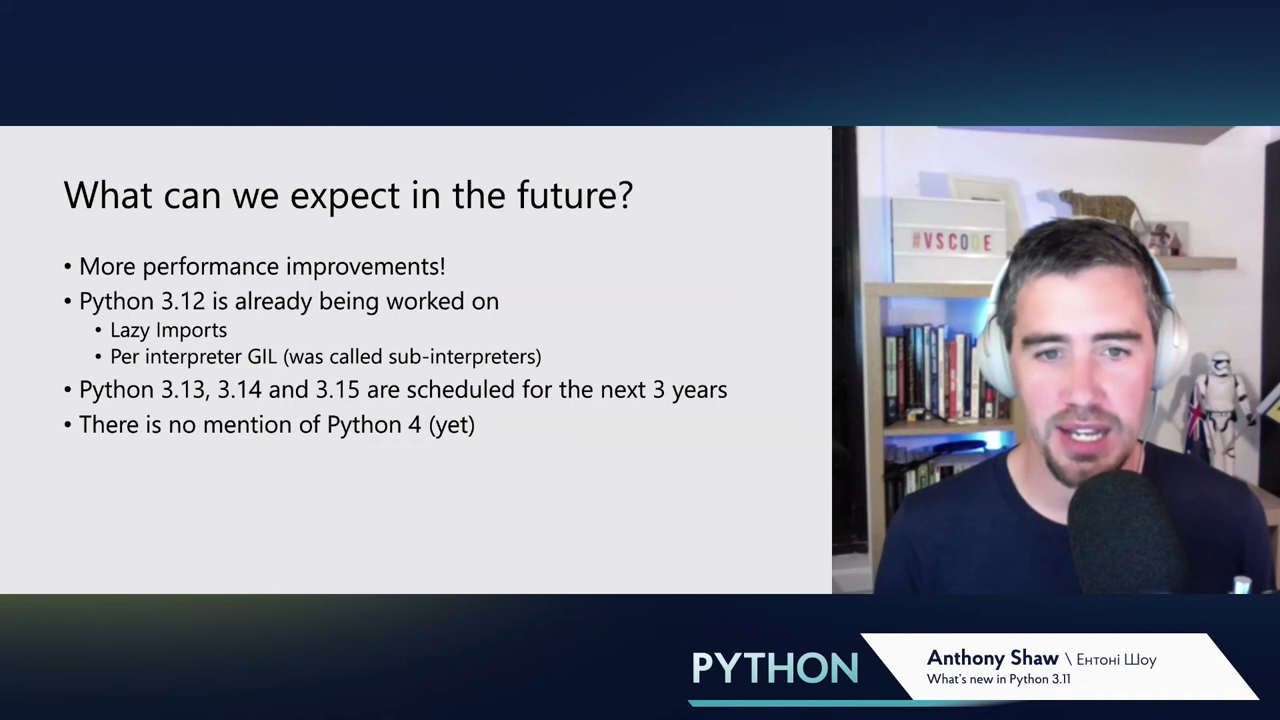 What can we expect in the future?
• More performance improvements!
• Python 3.12 is already being worked on
• Lazy Imports
• Per interpreter GIL (was called sub-interpreters)
• Python 3.13, 3.14 and 3.15 are scheduled for the next 3 years
• There is no mention of Python 4 (yet)
#VSCODE
PYTHON
Anthony Shaw \ Ентоні Шоу
What's new in Python 3.11